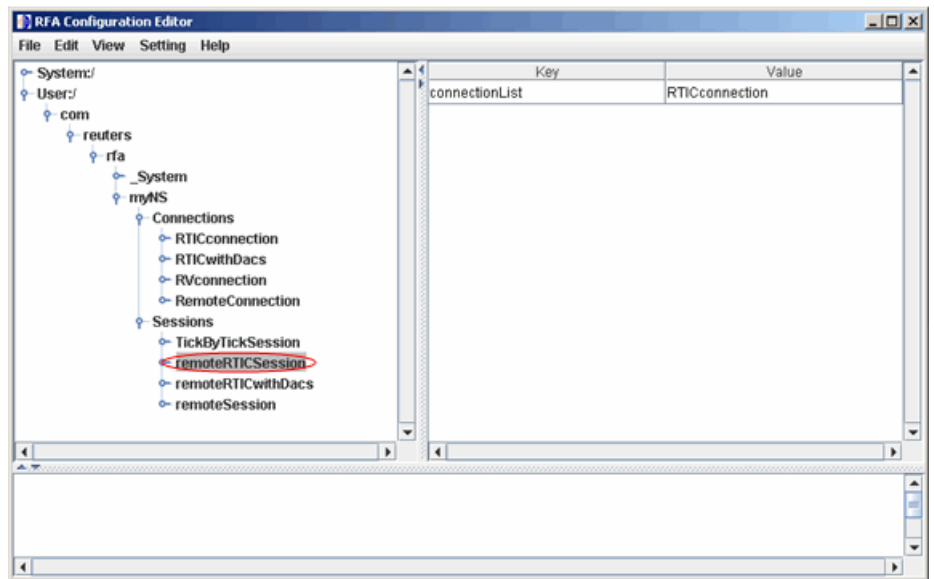 RFA Configuration Editor
File Edit View Setting Help
System:/
User:/
com
reuters
rfa
_System
myNS
Connections
RTICconnection
RTICwithDacs
RVconnection
RemoteConnection
Sessions
TickByTickSession
remoteRTICSession
remoteRTICwithDacs
remoteSession
Key Value
connectionList RTICconnection